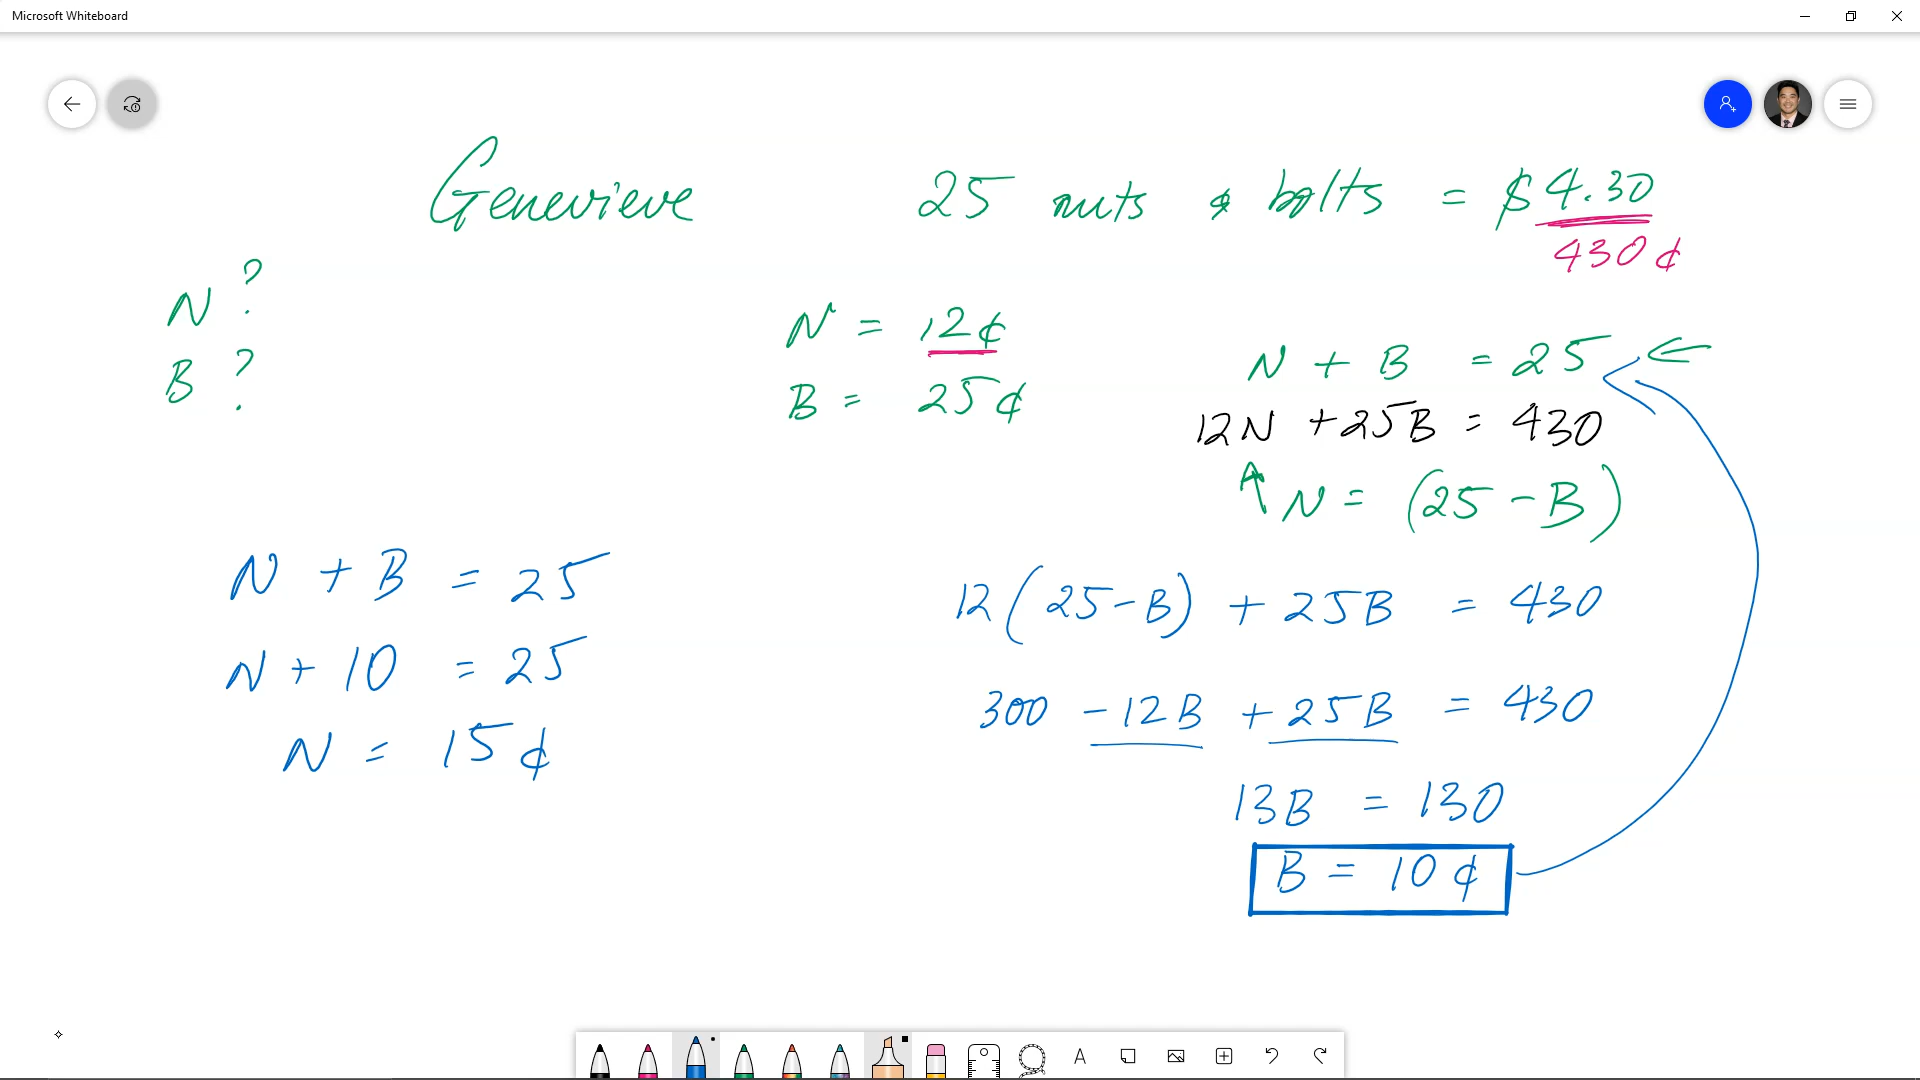 Microsoft Whiteboard
Genevieve 25 nuts & bolts = $4.30
430¢
N ?
B ?
N = 12¢
B = 25¢
N + B = 25 ←
12N + 25B = 430
↑ N = (25 - B)
12(25 - B) + 25B = 430
300 - 12B + 25B = 430
13B = 130
B = 10¢
N + B = 25
N + 10 = 25
N = 15¢
A